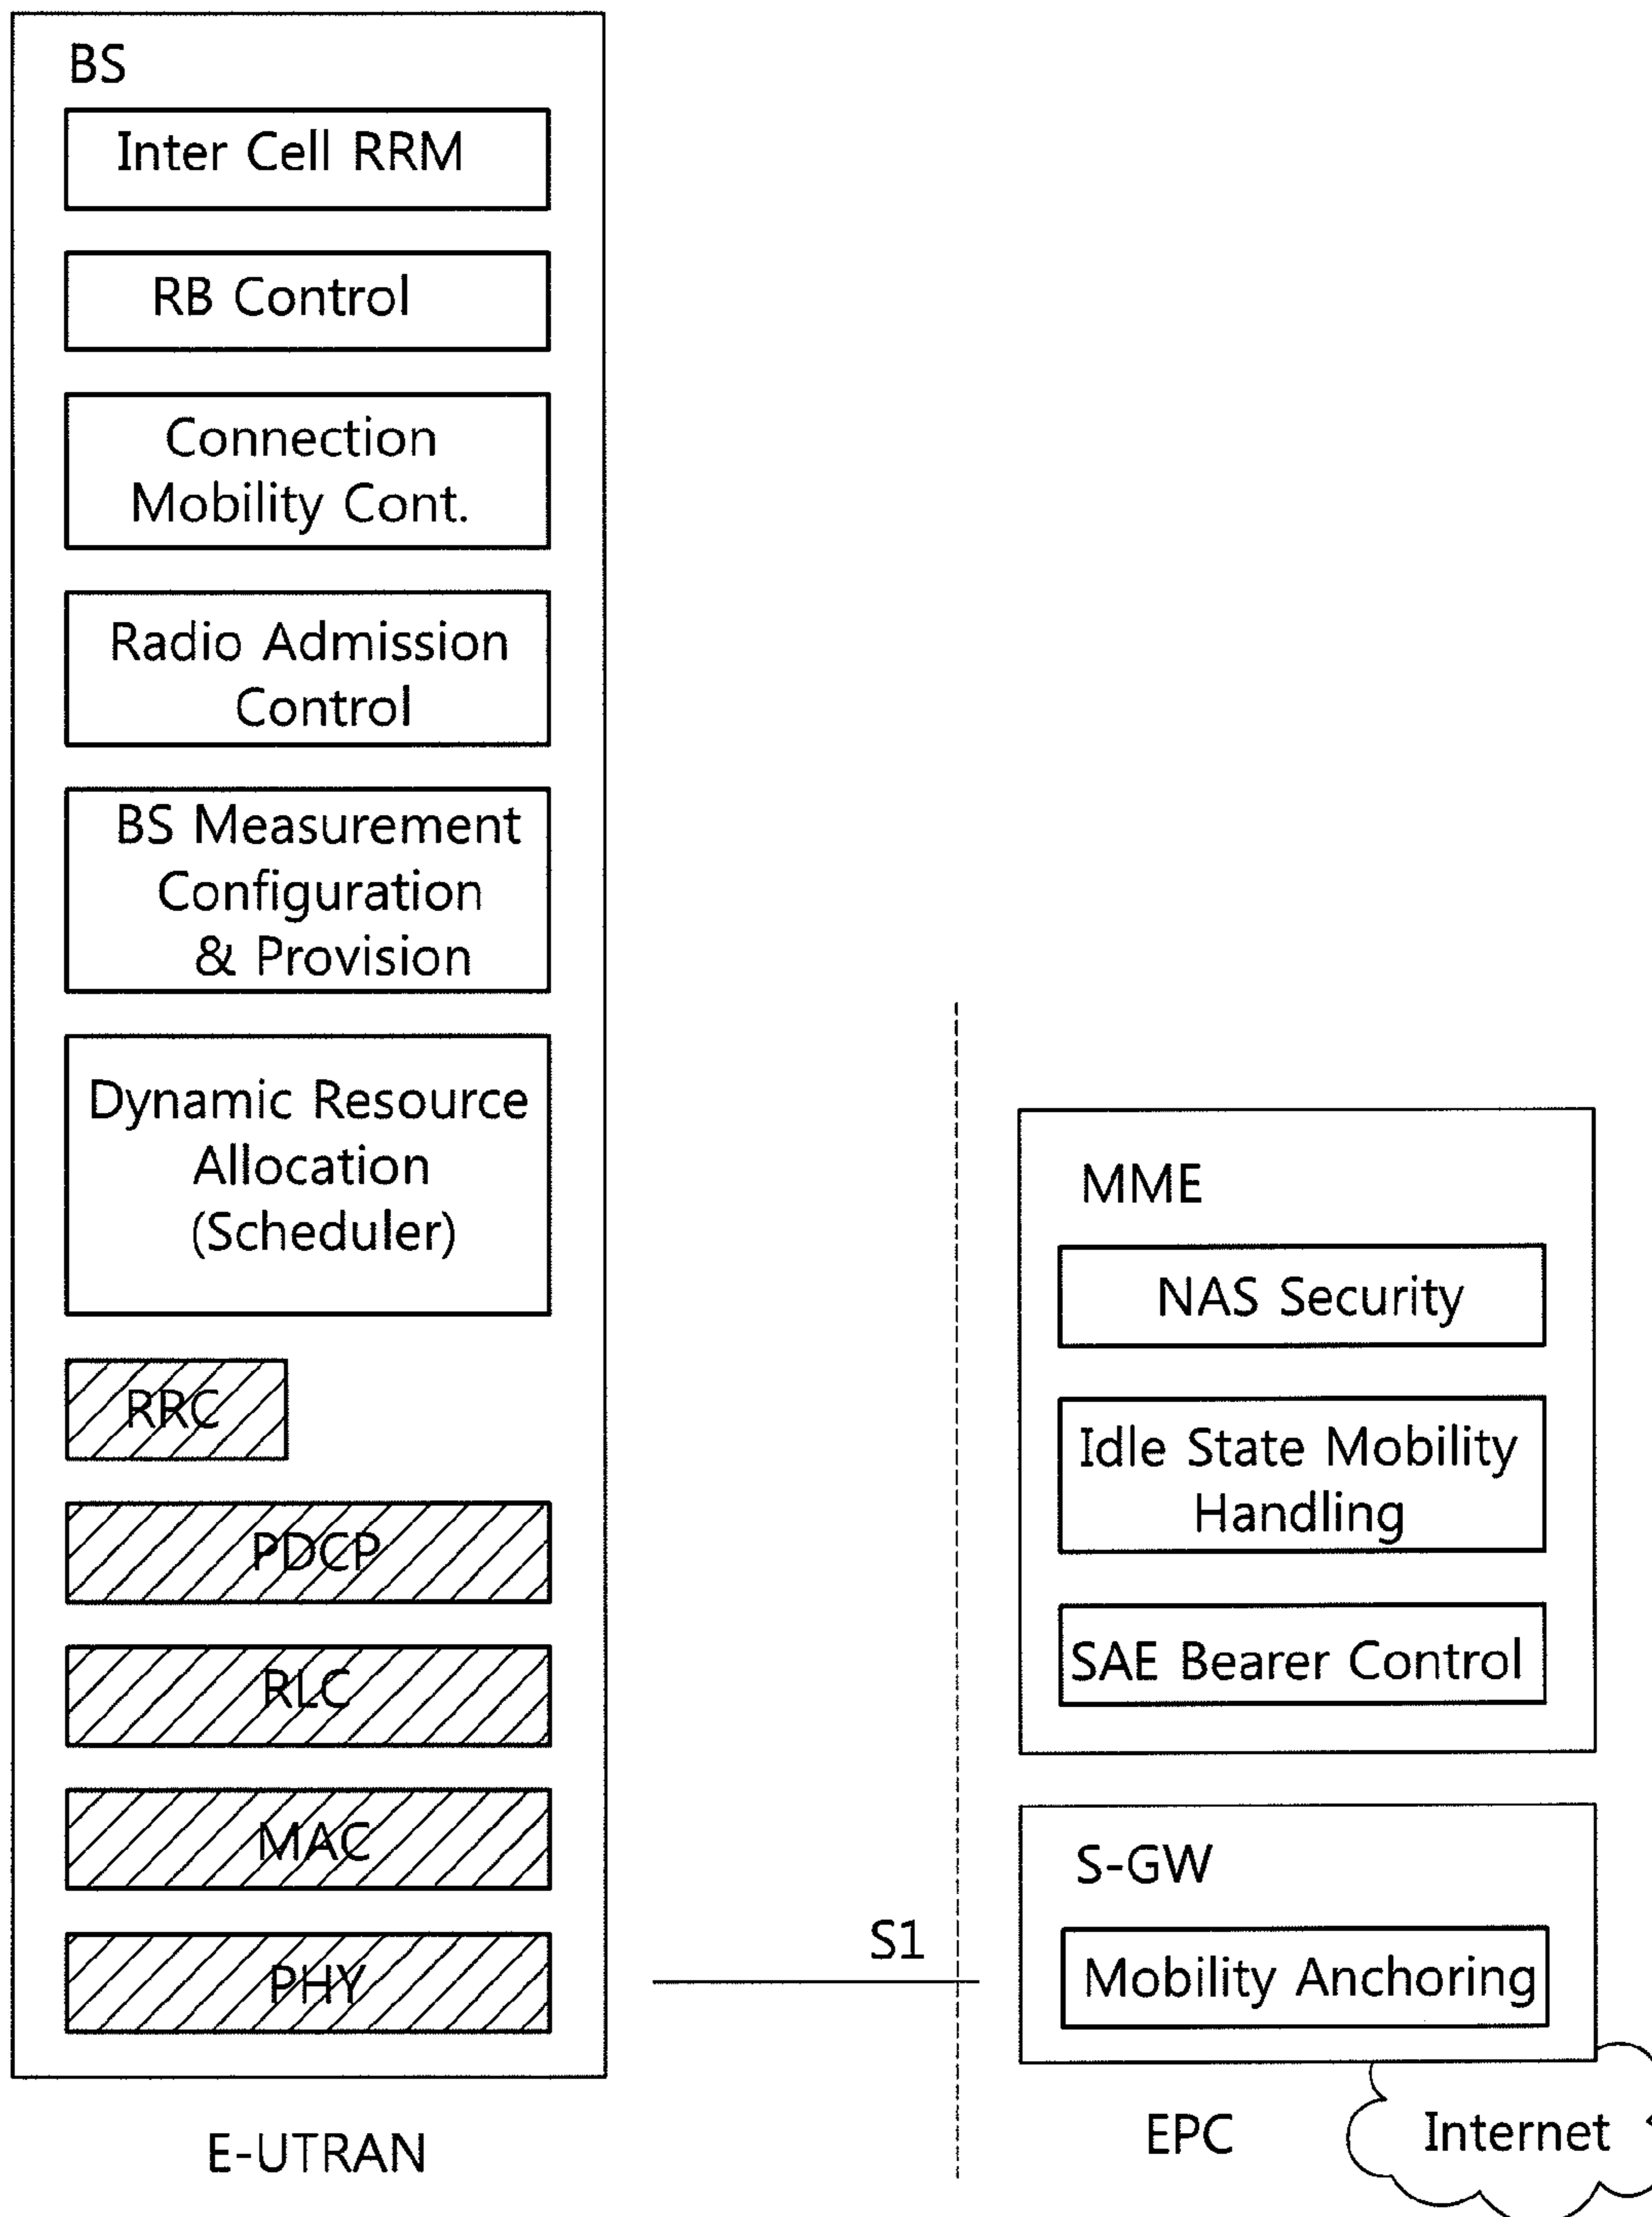 BS
Inter Cell RRM
RB Control
Connection
Mobility Cont.
Radio Admission
Control
BS Measurement
Configuration
& Provision
Dynamic Resource
Allocation
(Scheduler)
RRC
PDCP
RLC
MAC
PHY
E-UTRAN
S1
MME
NAS Security
Idle State Mobility
Handling
SAE Bearer Control
S-GW
Mobility Anchoring
EPC
Internet